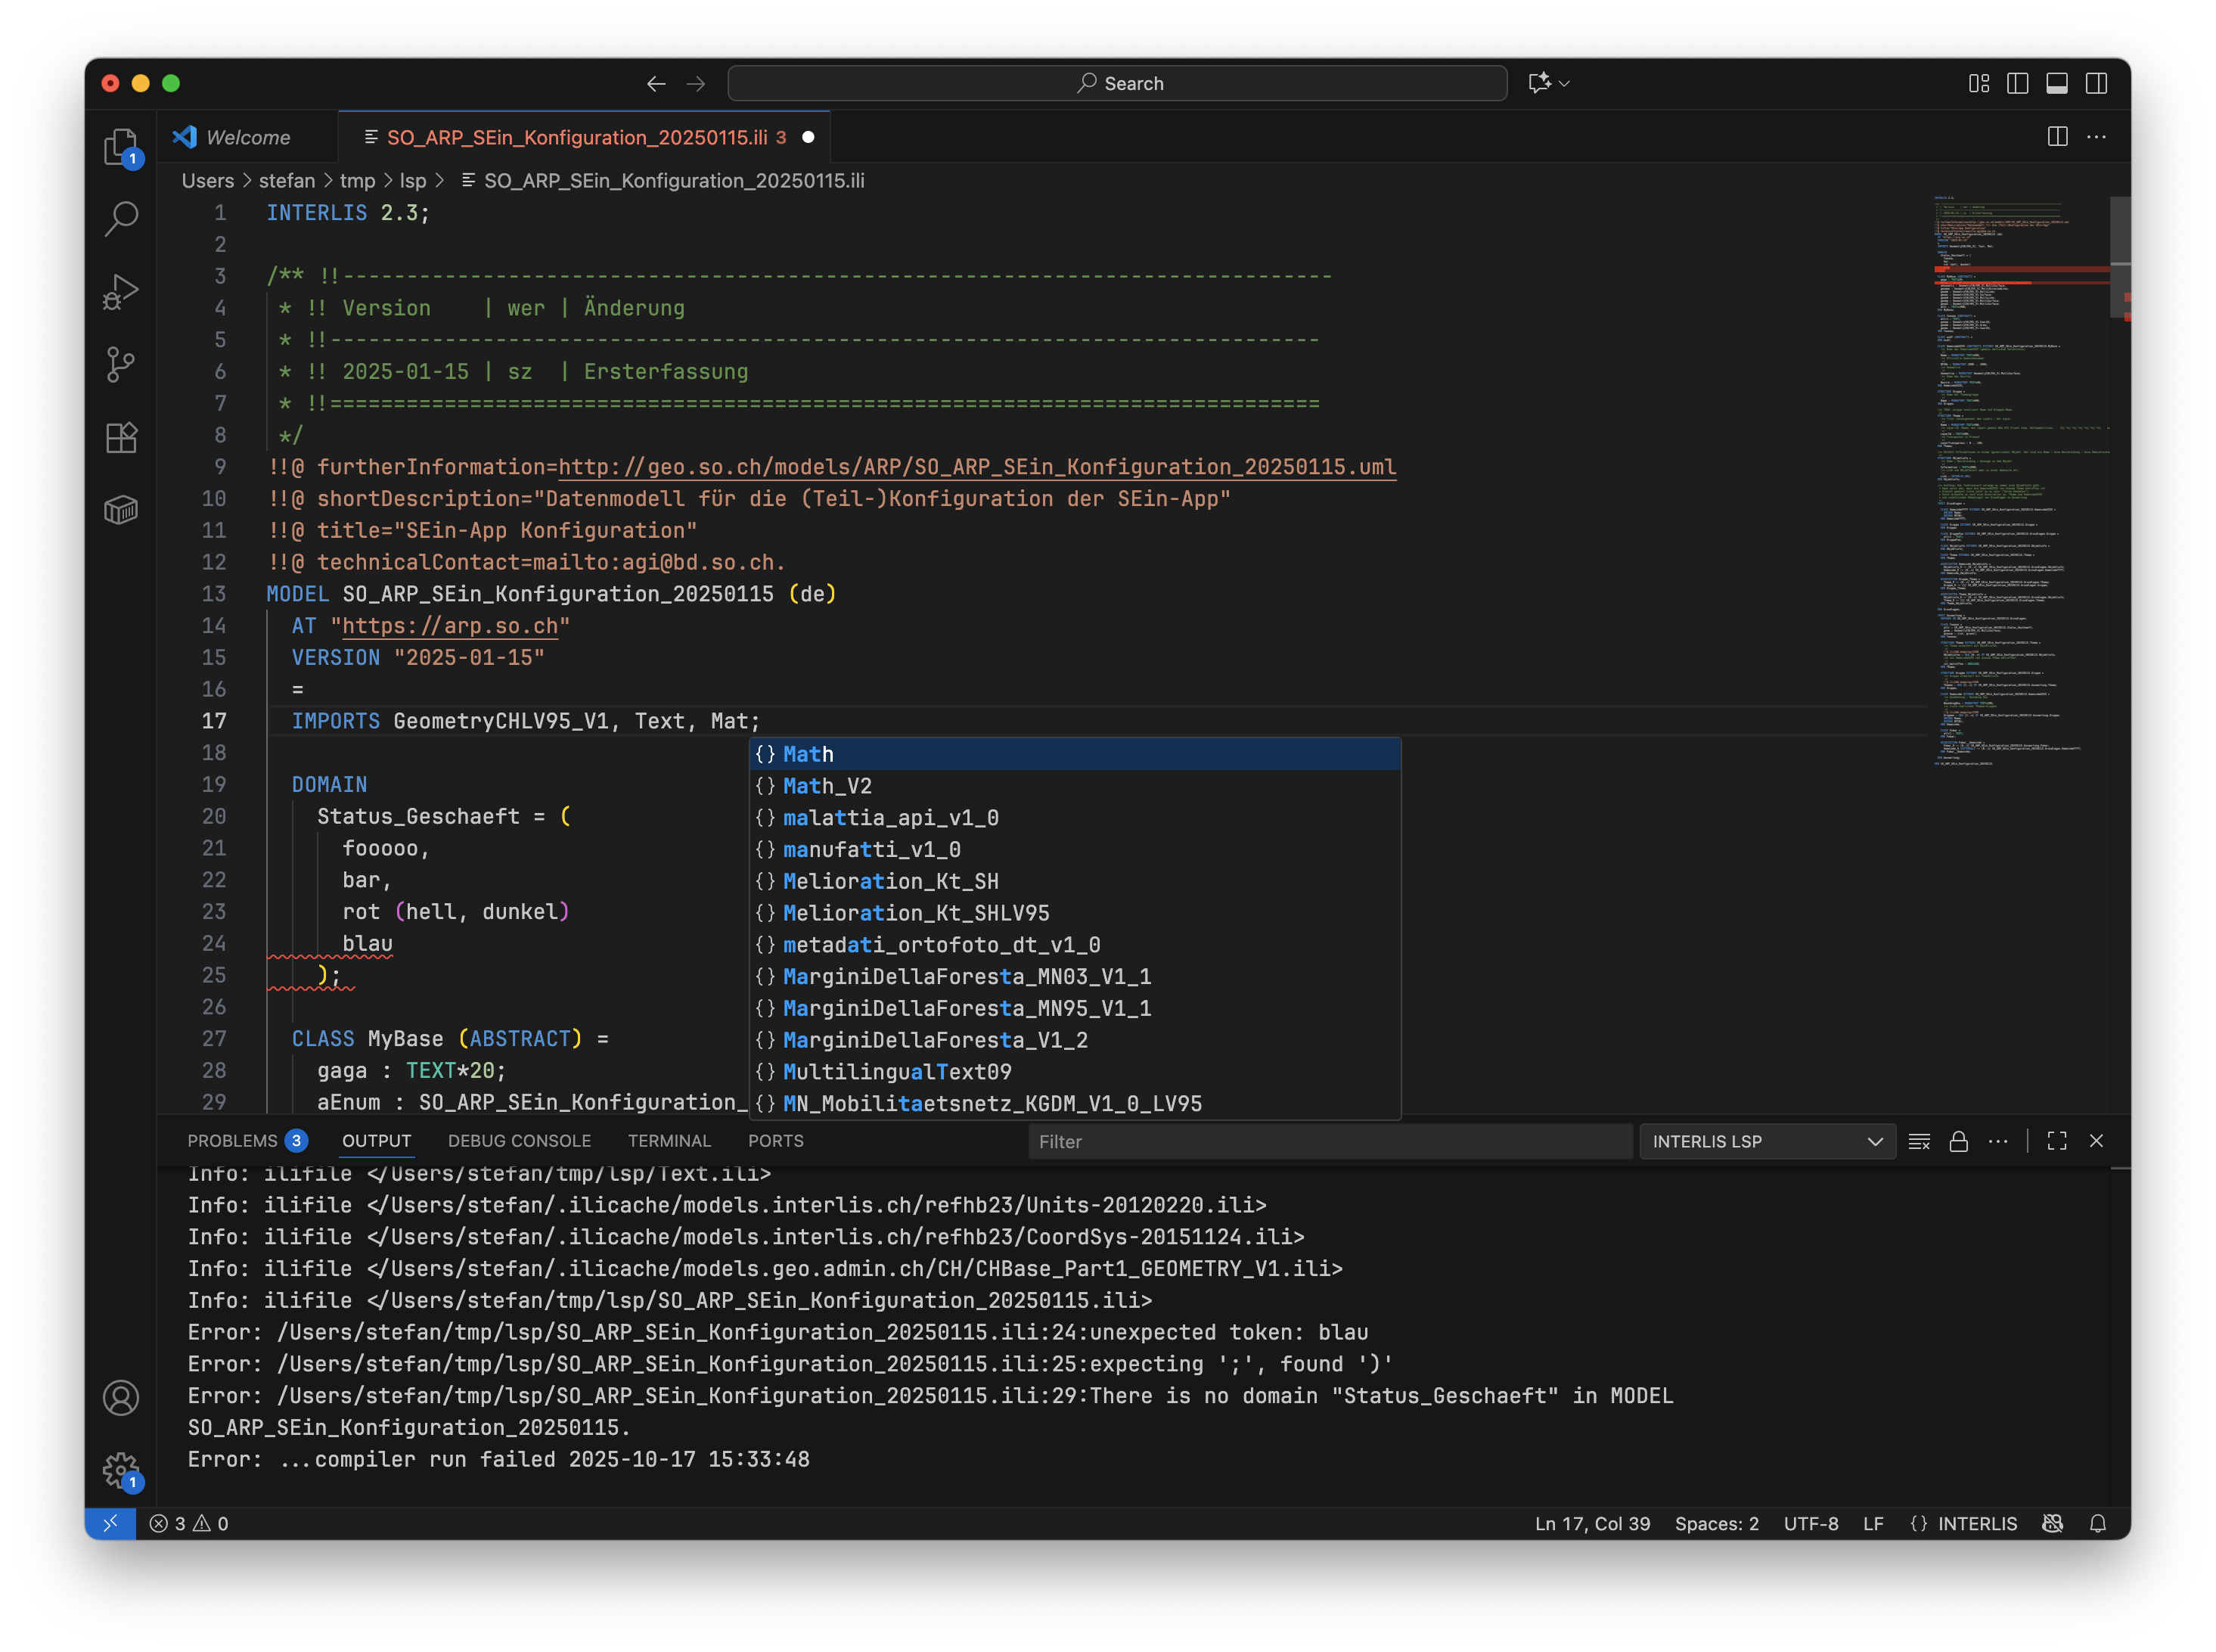 Search
Welcome
SO_ARP_SEin_Konfiguration_20250115.ili 3
1
Users > stefan > tmp > lsp > SO_ARP_SEin_Konfiguration_20250115.ili
1 INTERLIS 2.3;
2
3 /** !!------------------------------------------------------------------------------
4 * !! Version    | wer | Änderung
5 * !!------------------------------------------------------------------------------
6 * !! 2025-01-15 | sz  | Ersterfassung
7 * !!==============================================================================
8 */
9 !!@ furtherInformation=http://geo.so.ch/models/ARP/SO_ARP_SEin_Konfiguration_20250115.uml
10 !!@ shortDescription="Datenmodell für die (Teil-)Konfiguration der SEin-App"
11 !!@ title="SEin-App Konfiguration"
12 !!@ technicalContact=mailto:agi@bd.so.ch.
13 MODEL SO_ARP_SEin_Konfiguration_20250115 (de)
14 AT "https://arp.so.ch"
15 VERSION "2025-01-15"
16 =
17 IMPORTS GeometryCHLV95_V1, Text, Mat;
18
19 DOMAIN
20 Status_Geschaeft = (
21 fooooo,
22 bar,
23 rot (hell, dunkel)
24 blau
25 );
26
27 CLASS MyBase (ABSTRACT) =
28 gaga : TEXT*20;
29 aEnum : SO_ARP_SEin_Konfiguration_
{} Math
{} Math_V2
{} malattia_api_v1_0
{} manufatti_v1_0
{} Melioration_Kt_SH
{} Melioration_Kt_SHLV95
{} metadati_ortofoto_dt_v1_0
{} MarginiDellaForesta_MN03_V1_1
{} MarginiDellaForesta_MN95_V1_1
{} MarginiDellaForesta_V1_2
{} MultilingualText09
{} MN_Mobilitaetsnetz_KGDM_V1_0_LV95
PROBLEMS 3 OUTPUT DEBUG CONSOLE TERMINAL PORTS Filter INTERLIS LSP
Info: ilifile </Users/stefan/tmp/lsp/Text.ili>
Info: ilifile </Users/stefan/.ilicache/models.interlis.ch/refhb23/Units-20120220.ili>
Info: ilifile </Users/stefan/.ilicache/models.interlis.ch/refhb23/CoordSys-20151124.ili>
Info: ilifile </Users/stefan/.ilicache/models.geo.admin.ch/CH/CHBase_Part1_GEOMETRY_V1.ili>
Info: ilifile </Users/stefan/tmp/lsp/SO_ARP_SEin_Konfiguration_20250115.ili>
Error: /Users/stefan/tmp/lsp/SO_ARP_SEin_Konfiguration_20250115.ili:24:unexpected token: blau
Error: /Users/stefan/tmp/lsp/SO_ARP_SEin_Konfiguration_20250115.ili:25:expecting ';', found ')'
Error: /Users/stefan/tmp/lsp/SO_ARP_SEin_Konfiguration_20250115.ili:29:There is no domain "Status_Geschaeft" in MODEL
SO_ARP_SEin_Konfiguration_20250115.
Error: ...compiler run failed 2025-10-17 15:33:48
1
3 0 Ln 17, Col 39 Spaces: 2 UTF-8 LF {} INTERLIS